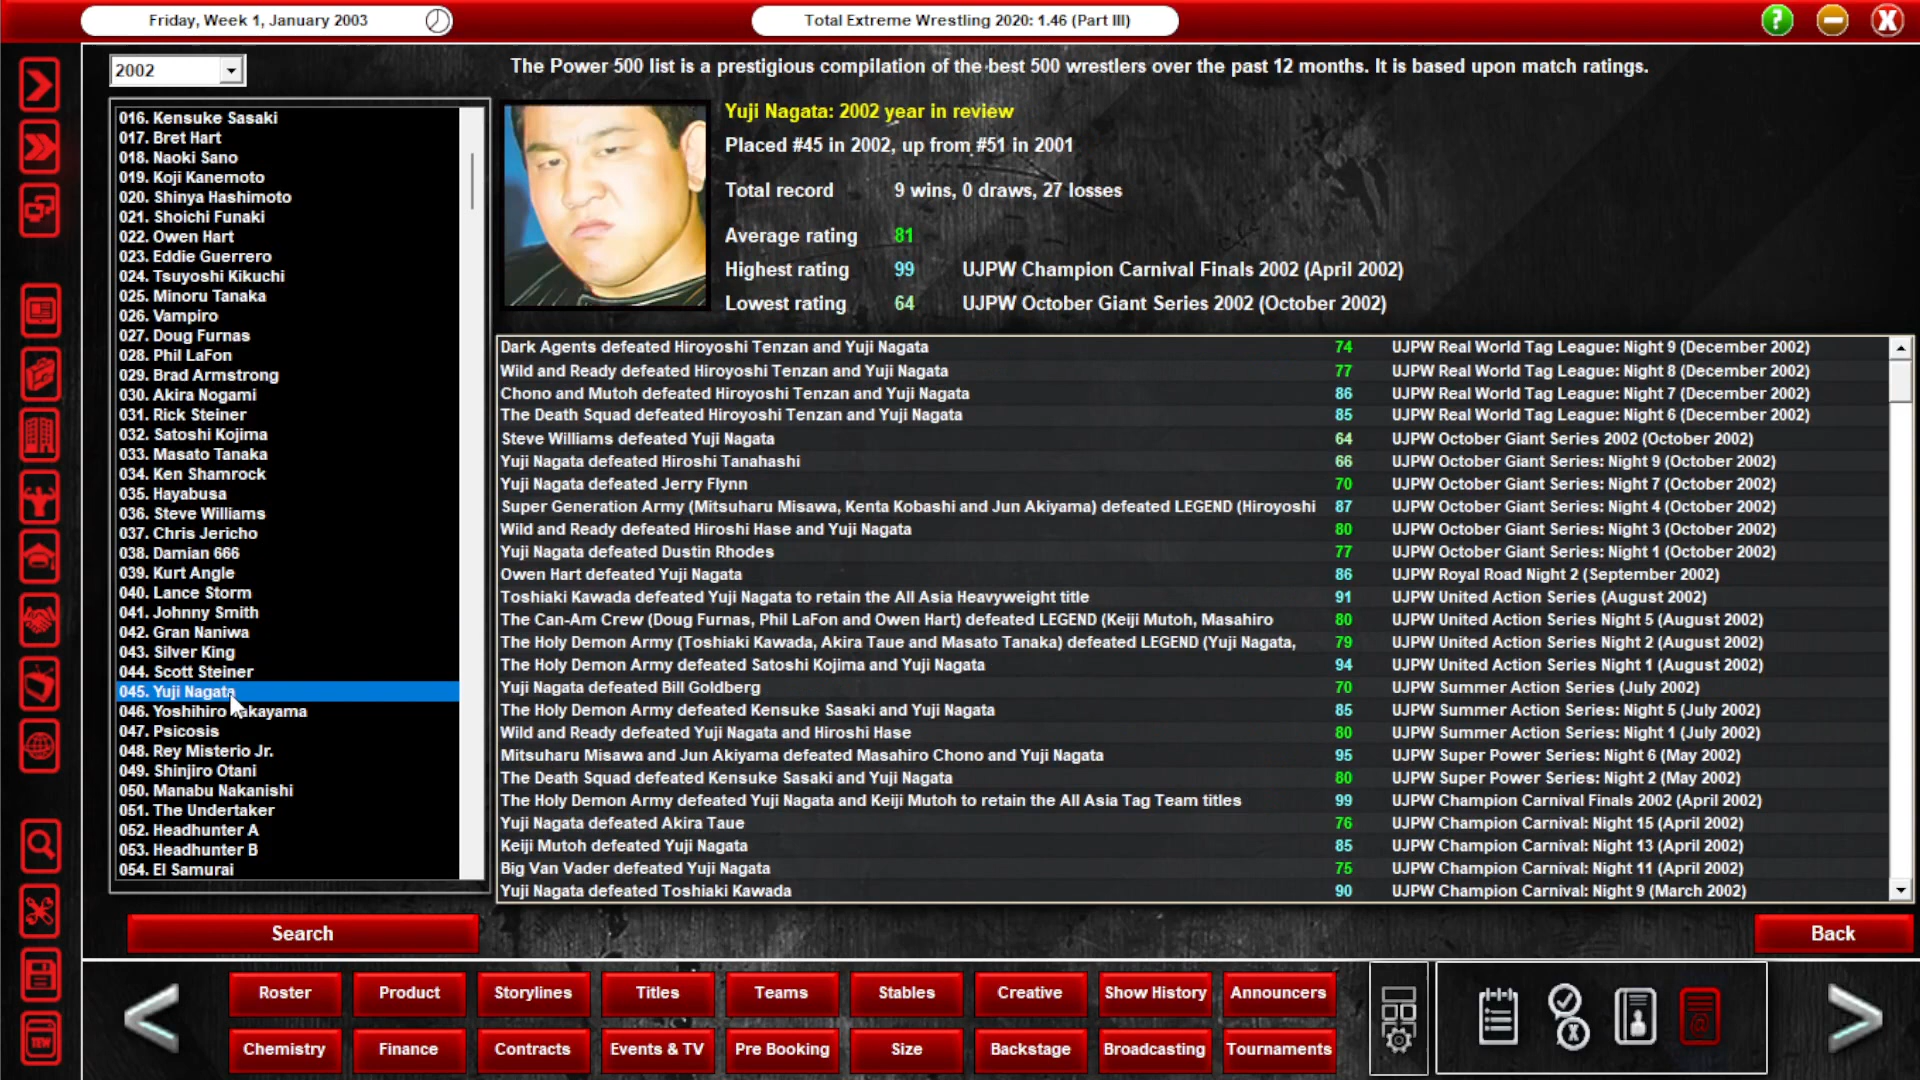 Friday, Week 1, January 2003
Total Extreme Wrestling 2020: 1.46 (Part III)
2002
The Power 500 list is a prestigious compilation of the best 500 wrestlers over the past 12 months. It is based upon match ratings.
016. Kensuke Sasaki
017. Bret Hart
018. Naoki Sano
019. Koji Kanemoto
020. Shinya Hashimoto
021. Shoichi Funaki
022. Owen Hart
023. Eddie Guerrero
024. Tsuyoshi Kikuchi
025. Minoru Tanaka
026. Vampiro
027. Doug Furnas
028. Phil LaFon
029. Brad Armstrong
030. Akira Nogami
031. Rick Steiner
032. Satoshi Kojima
033. Masato Tanaka
034. Ken Shamrock
035. Hayabusa
036. Steve Williams
037. Chris Jericho
038. Damian 666
039. Kurt Angle
040. Lance Storm
041. Johnny Smith
042. Gran Naniwa
043. Silver King
044. Scott Steiner
045. Yuji Nagata
046. Yoshihiro Takayama
047. Psicosis
048. Rey Misterio Jr.
049. Shinjiro Otani
050. Manabu Nakanishi
051. The Undertaker
052. Headhunter A
053. Headhunter B
054. El Samurai
Search
Yuji Nagata: 2002 year in review
Placed #45 in 2002, up from #51 in 2001
Total record 9 wins, 0 draws, 27 losses
Average rating 81
Highest rating 99 UJPW Champion Carnival Finals 2002 (April 2002)
Lowest rating 64 UJPW October Giant Series 2002 (October 2002)
Dark Agents defeated Hiroyoshi Tenzan and Yuji Nagata 74 UJPW Real World Tag League: Night 9 (December 2002)
Wild and Ready defeated Hiroyoshi Tenzan and Yuji Nagata 77 UJPW Real World Tag League: Night 8 (December 2002)
Chono and Mutoh defeated Hiroyoshi Tenzan and Yuji Nagata 86 UJPW Real World Tag League: Night 7 (December 2002)
The Death Squad defeated Hiroyoshi Tenzan and Yuji Nagata 85 UJPW Real World Tag League: Night 6 (December 2002)
Steve Williams defeated Yuji Nagata 64 UJPW October Giant Series 2002 (October 2002)
Yuji Nagata defeated Hiroshi Tanahashi 66 UJPW October Giant Series: Night 9 (October 2002)
Yuji Nagata defeated Jerry Flynn 70 UJPW October Giant Series: Night 7 (October 2002)
Super Generation Army (Mitsuharu Misawa, Kenta Kobashi and Jun Akiyama) defeated LEGEND (Hiroyoshi 87 UJPW October Giant Series: Night 4 (October 2002)
Wild and Ready defeated Hiroshi Hase and Yuji Nagata 80 UJPW October Giant Series: Night 3 (October 2002)
Yuji Nagata defeated Dustin Rhodes 77 UJPW October Giant Series: Night 1 (October 2002)
Owen Hart defeated Yuji Nagata 86 UJPW Royal Road Night 2 (September 2002)
Toshiaki Kawada defeated Yuji Nagata to retain the All Asia Heavyweight title 91 UJPW United Action Series (August 2002)
The Can-Am Crew (Doug Furnas, Phil LaFon and Owen Hart) defeated LEGEND (Keiji Mutoh, Masahiro 80 UJPW United Action Series Night 5 (August 2002)
The Holy Demon Army (Toshiaki Kawada, Akira Taue and Masato Tanaka) defeated LEGEND (Yuji Nagata, 79 UJPW United Action Series Night 2 (August 2002)
The Holy Demon Army defeated Satoshi Kojima and Yuji Nagata 94 UJPW United Action Series Night 1 (August 2002)
Yuji Nagata defeated Bill Goldberg 70 UJPW Summer Action Series (July 2002)
The Holy Demon Army defeated Kensuke Sasaki and Yuji Nagata 85 UJPW Summer Action Series: Night 5 (July 2002)
Wild and Ready defeated Yuji Nagata and Hiroshi Hase 80 UJPW Summer Action Series: Night 1 (July 2002)
Mitsuharu Misawa and Jun Akiyama defeated Masahiro Chono and Yuji Nagata 95 UJPW Super Power Series: Night 6 (May 2002)
The Death Squad defeated Kensuke Sasaki and Yuji Nagata 80 UJPW Super Power Series: Night 2 (May 2002)
The Holy Demon Army defeated Yuji Nagata and Keiji Mutoh to retain the All Asia Tag Team titles 99 UJPW Champion Carnival Finals 2002 (April 2002)
Yuji Nagata defeated Akira Taue 76 UJPW Champion Carnival: Night 15 (April 2002)
Keiji Mutoh defeated Yuji Nagata 85 UJPW Champion Carnival: Night 13 (April 2002)
Big Van Vader defeated Yuji Nagata 75 UJPW Champion Carnival: Night 11 (April 2002)
Yuji Nagata defeated Toshiaki Kawada 90 UJPW Champion Carnival: Night 9 (March 2002)
Back
Roster Product Storylines Titles Teams Stables Creative Show History Announcers
Chemistry Finance Contracts Events & TV Pre Booking Size Backstage Broadcasting Tournaments
TEW